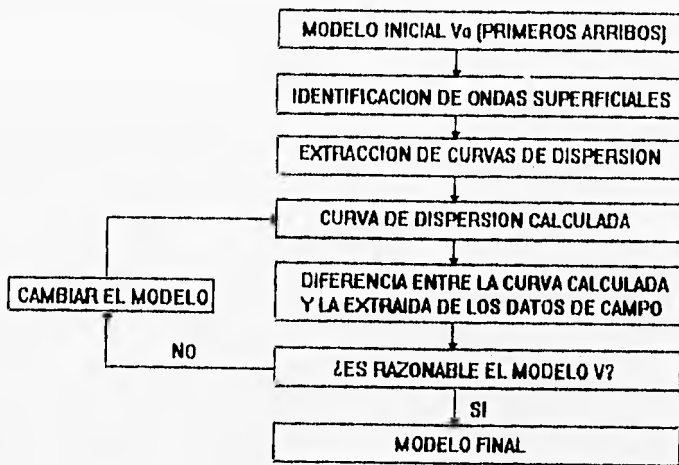 MODELO INICIAL Vo (PRIMEROS ARRIBOS)
IDENTIFICACION DE ONDAS SUPERFICIALES
EXTRACCION DE CURVAS DE DISPERSION
CURVA DE DISPERSION CALCULADA
DIFERENCIA ENTRE LA CURVA CALCULADA
Y LA EXTRAIDA DE LOS DATOS DE CAMPO
CAMBIAR EL MODELO
NO
¿ES RAZONABLE EL MODELO V?
SI
MODELO FINAL